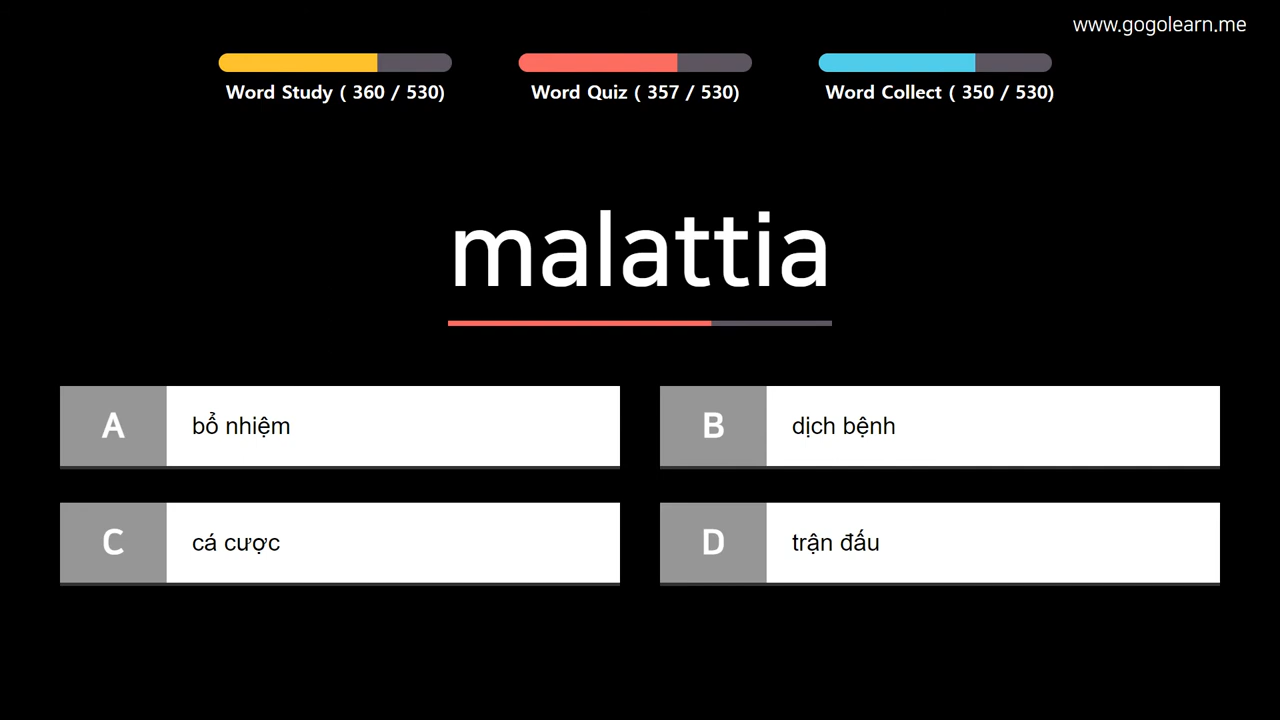 www.gogolearn.me
Word Study ( 360 / 530)
Word Quiz ( 357 / 530)
Word Collect ( 350 / 530)
malattia
A bổ nhiệm
B dịch bệnh
C cá cược
D trận đấu